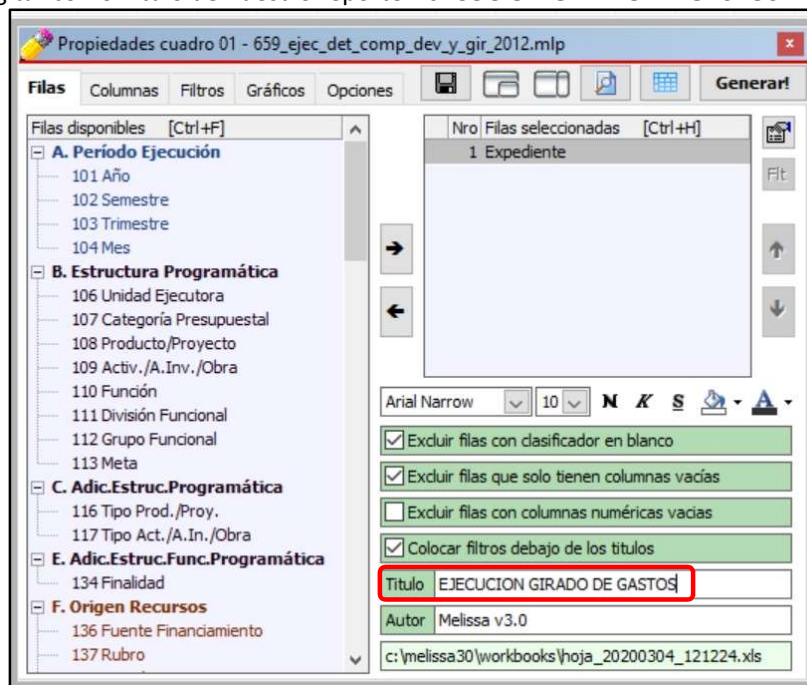 Propiedades cuadro 01 - 659_ejec_det_comp_dev_y_gir_2012.mlp
Filas Columnas Filtros Gráficos Opciones Generar!
Filas disponibles [Ctrl+F]
A. Período Ejecución
101 Año
102 Semestre
103 Trimestre
104 Mes
B. Estructura Programática
106 Unidad Ejecutora
107 Categoría Presupuestal
108 Producto/Proyecto
109 Activ./A.Inv./Obra
110 Función
111 División Funcional
112 Grupo Funcional
113 Meta
C. Adic.Estruc.Programática
116 Tipo Prod./Proy.
117 Tipo Act./A.In./Obra
E. Adic.Estruc.Func.Programática
134 Finalidad
F. Origen Recursos
136 Fuente Financiamiento
137 Rubro
Nro Filas seleccionadas [Ctrl+H]
1 Expediente
Flt
Arial Narrow 10 N K S A
Excluir filas con clasificador en blanco
Excluir filas que solo tienen columnas vacías
Excluir filas con columnas numéricas vacias
Colocar filtros debajo de los titulos
Titulo EJECUCION GIRADO DE GASTOS
Autor Melissa v3.0
c:\melissa30\workbooks\hoja_20200304_121224.xls